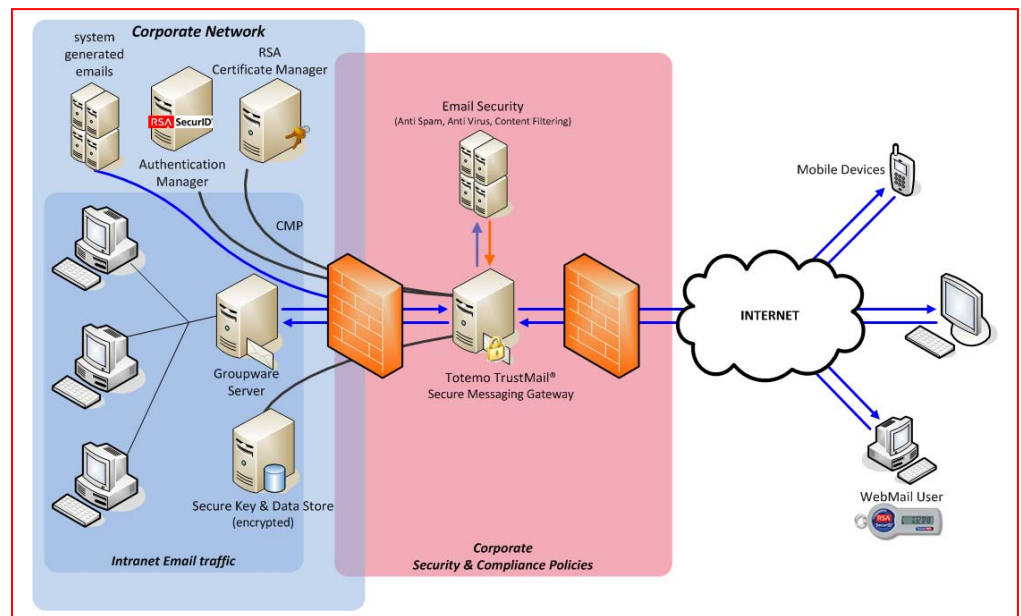 Corporate Network
system
generated
emails
RSA
Certificate Manager
RSA SecurID
Authentication
Manager
CMP
Groupware
Server
Secure Key & Data Store
(encrypted)
Intranet Email traffic
Email Security
(Anti Spam, Anti Virus, Content Filtering)
Totemo TrustMail®
Secure Messaging Gateway
Corporate
Security & Compliance Policies
INTERNET
Mobile Devices
WebMail User
RSA
SecurID